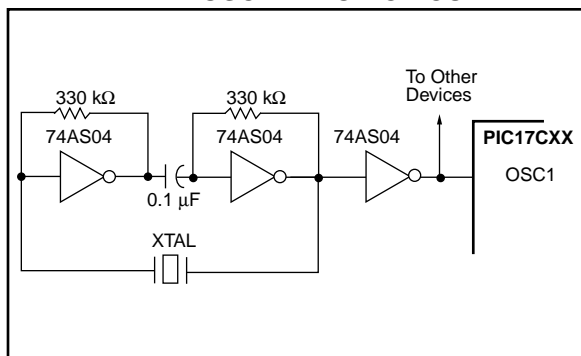 330 kΩ
330 kΩ
To Other
Devices
74AS04
74AS04
74AS04
PIC17CXX
OSC1
0.1 µF
XTAL